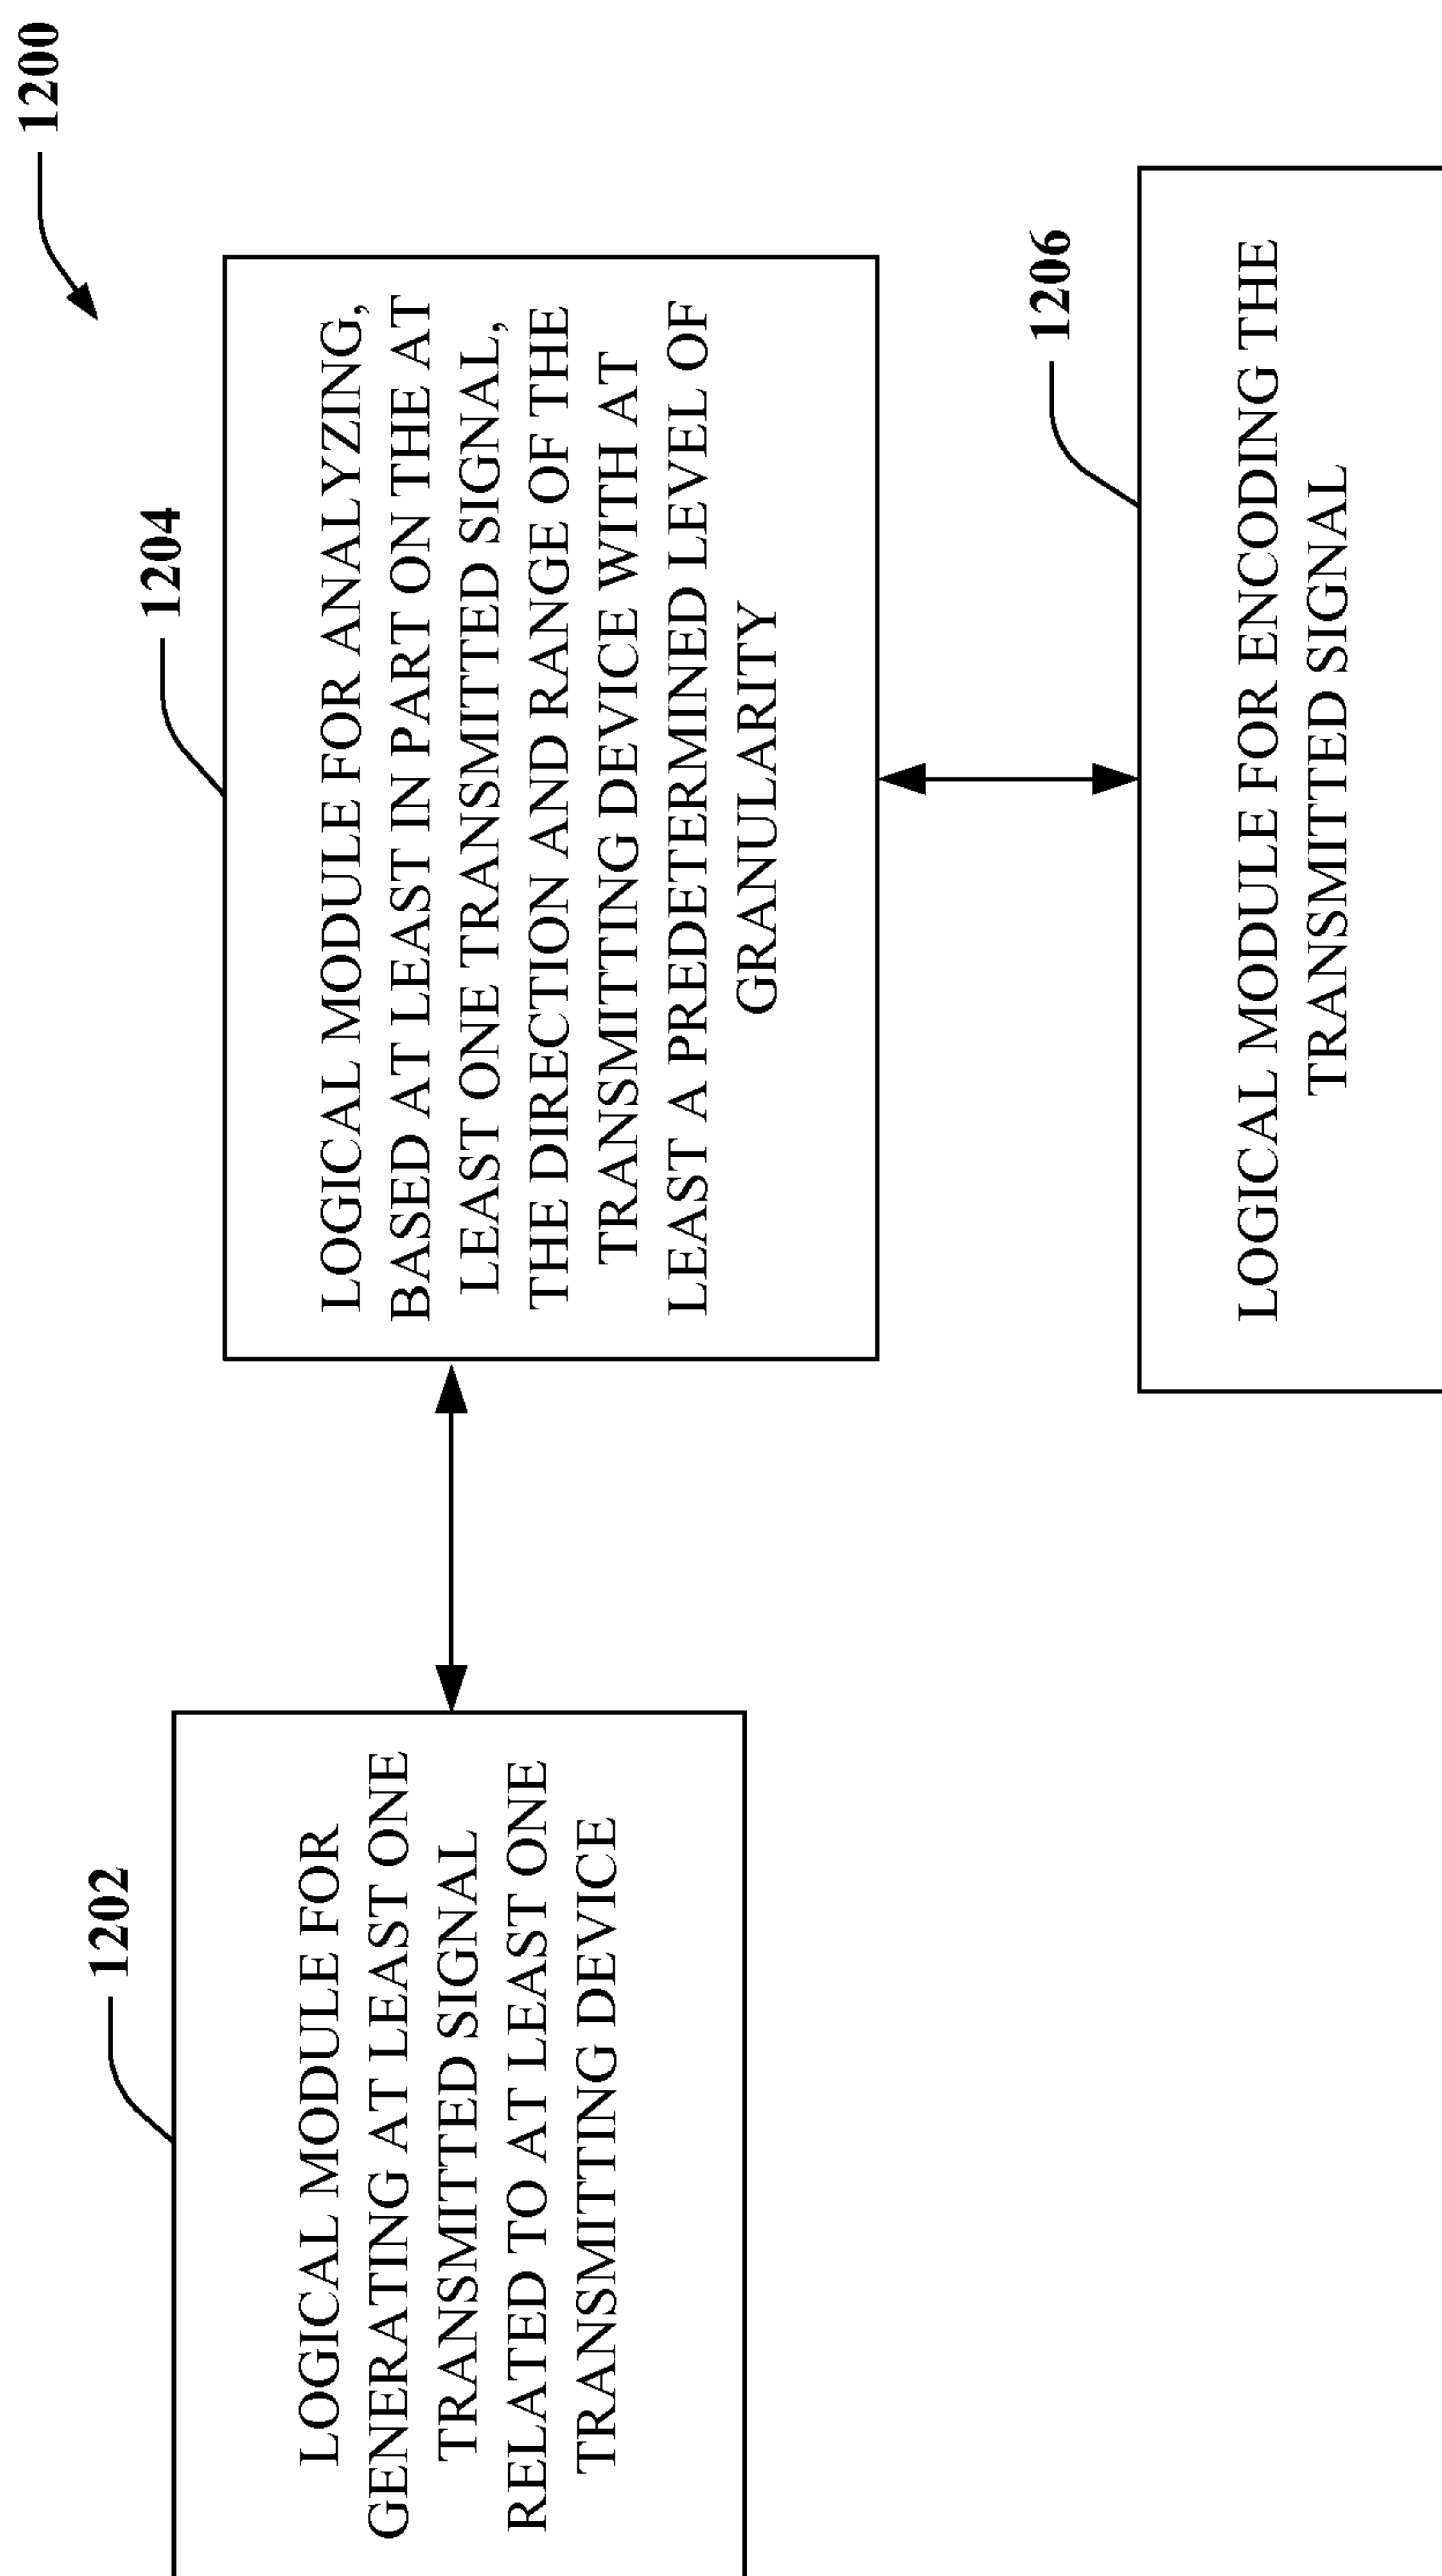 1200
1202
LOGICAL MODULE FOR
GENERATING AT LEAST ONE
TRANSMITTED SIGNAL
RELATED TO AT LEAST ONE
TRANSMITTING DEVICE
1204
LOGICAL MODULE FOR ANALYZING,
BASED AT LEAST IN PART ON THE AT
LEAST ONE TRANSMITTED SIGNAL,
THE DIRECTION AND RANGE OF THE
TRANSMITTING DEVICE WITH AT
LEAST A PREDETERMINED LEVEL OF
GRANULARITY
1206
LOGICAL MODULE FOR ENCODING THE
TRANSMITTED SIGNAL